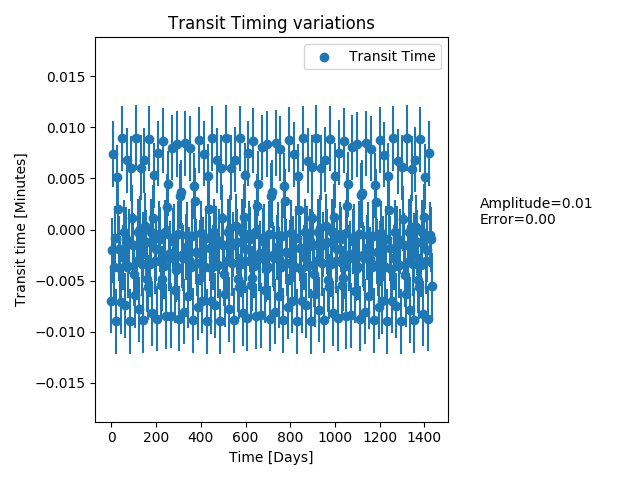 Transit Timing variations
Transit Time
0.015
0.010
0.005
0.000
−0.005
−0.010
−0.015
Transit time [Minutes]
0 200 400 600 800 1000 1200 1400
Time [Days]
Amplitude=0.01
Error=0.00